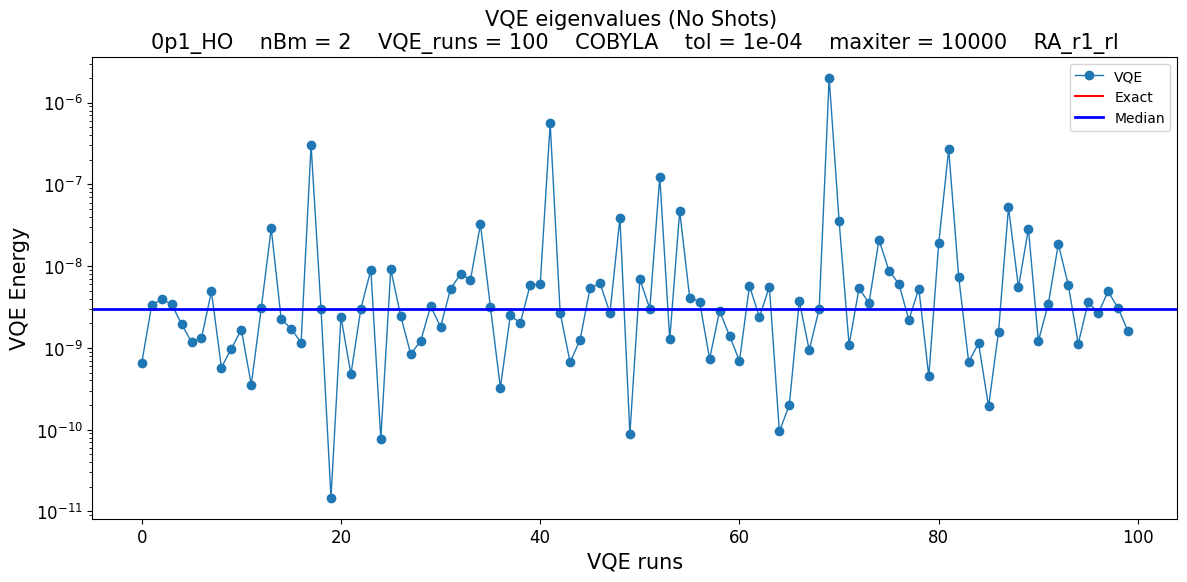 VQE eigenvalues (No Shots)
0p1_HO    nBm = 2    VQE_runs = 100    COBYLA    tol = 1e-04    maxiter = 10000    RA_r1_rl
VQE
Exact
Median
VQE Energy
10⁻⁶
10⁻⁷
10⁻⁸
10⁻⁹
10⁻¹⁰
10⁻¹¹
0 20 40 60 80 100
VQE runs